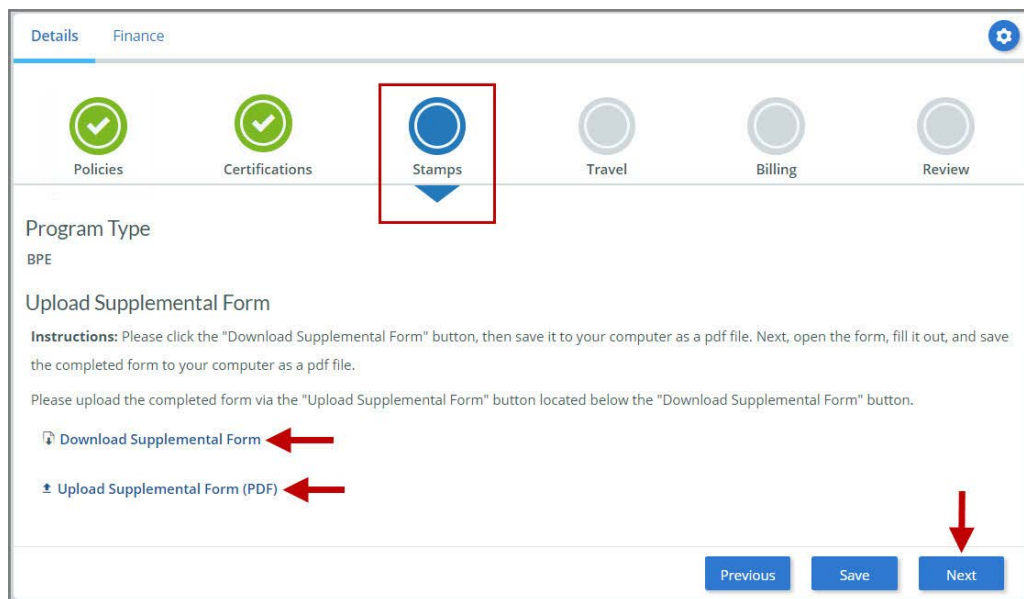 Details Finance
Policies Certifications Stamps Travel Billing Review
Program Type
BPE
Upload Supplemental Form
Instructions: Please click the "Download Supplemental Form" button, then save it to your computer as a pdf file. Next, open the form, fill it out, and save
the completed form to your computer as a pdf file.
Please upload the completed form via the "Upload Supplemental Form" button located below the "Download Supplemental Form" button.
Download Supplemental Form
Upload Supplemental Form (PDF)
Previous Save Next